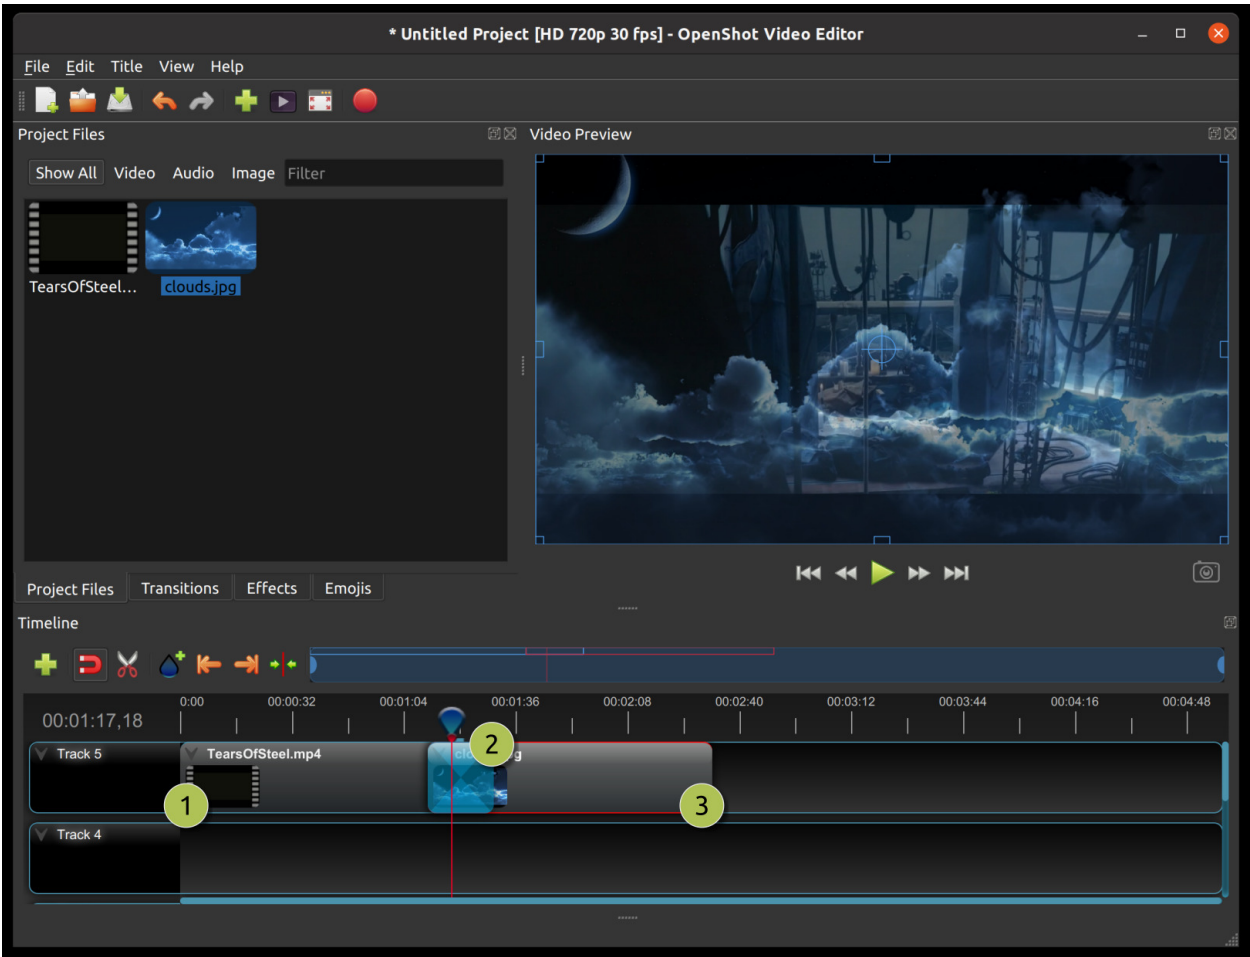 * Untitled Project [HD 720p 30 fps] - OpenShot Video Editor
File Edit Title View Help
Project Files
Video Preview
Show All Video Audio Image Filter
TearsOfSteel... clouds.jpg
Project Files Transitions Effects Emojis
Timeline
0:00 00:00:32 00:01:04 00:01:36 00:02:08 00:02:40 00:03:12 00:03:44 00:04:16 00:04:48
00:01:17,18
Track 5 TearsOfSteel.mp4 2
1 3
Track 4